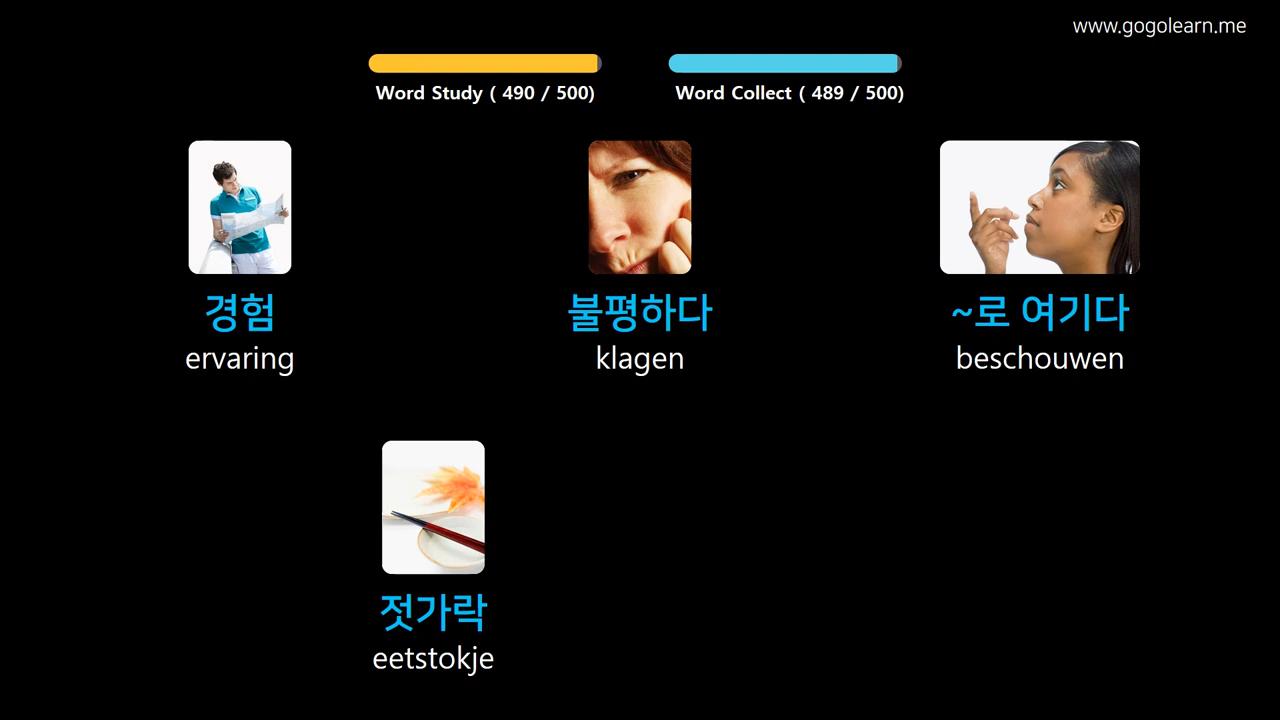 www.gogolearn.me
Word Study ( 490 / 500)
Word Collect ( 489 / 500)
경험
ervaring
불평하다
klagen
~로 여기다
beschouwen
젓가락
eetstokje